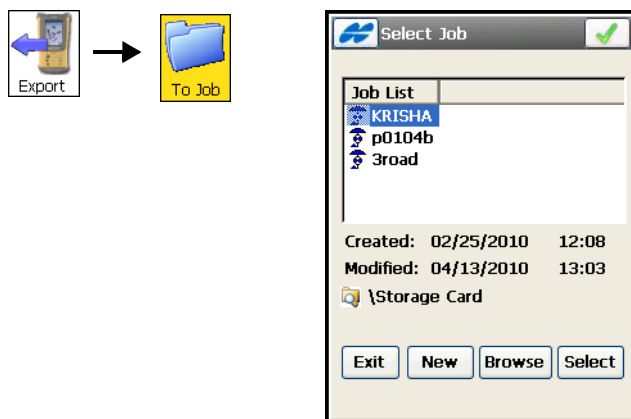 Export
To Job
Select Job
Job List
KRISHA
p0104b
3road
Created: 02/25/2010 12:08
Modified: 04/13/2010 13:03
\Storage Card
Exit New Browse Select